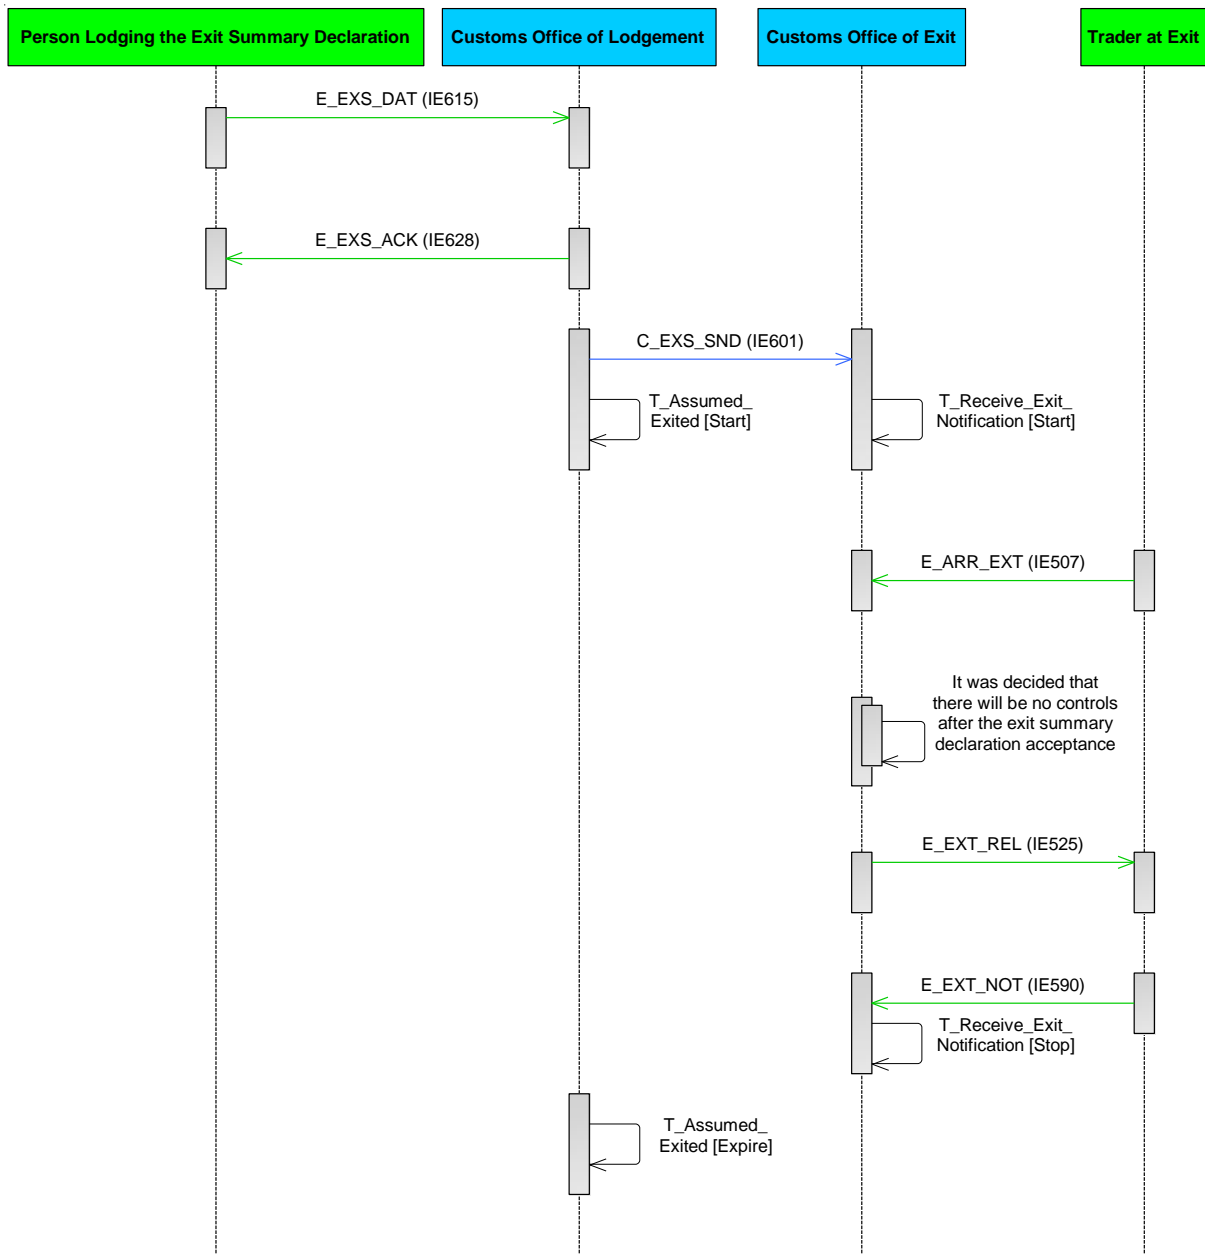 Person Lodging the Exit Summary Declaration
Customs Office of Lodgement
Customs Office of Exit
Trader at Exit
E_EXS_DAT (IE615)
E_EXS_ACK (IE628)
C_EXS_SND (IE601)
T_Assumed_
Exited [Start]
T_Receive_Exit_
Notification [Start]
E_ARR_EXT (IE507)
It was decided that
there will be no controls
after the exit summary
declaration acceptance
E_EXT_REL (IE525)
E_EXT_NOT (IE590)
T_Receive_Exit_
Notification [Stop]
T_Assumed_
Exited [Expire]